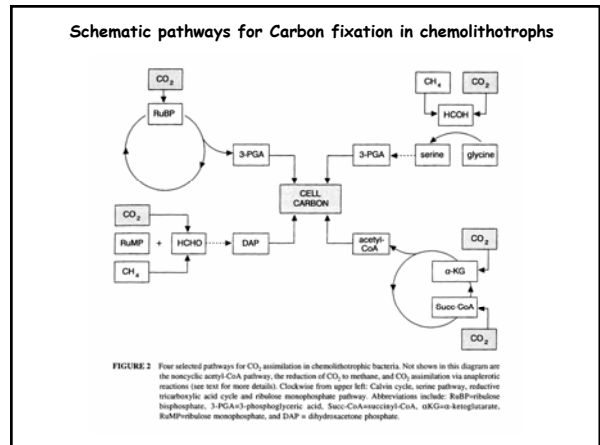 Schematic pathways for Carbon fixation in chemolithotrophs
CO2
RuBP
3-PGA
CH4
CO2
HCOH
3-PGA
serine
glycine
CELL
CARBON
CO2
RuMP + HCHO
DAP
CH4
acetyl-
CoA
CO2
α-KG
Succ-CoA
CO2
FIGURE 2 Four selected pathways for CO2 assimilation in chemolithotrophic bacteria. Not shown in this diagram are
the noncyclic acetyl-CoA pathway, the reduction of CO2 to methane, and CO2 assimilation via anaplerotic
reactions (see text for more details). Clockwise from upper left: Calvin cycle, serine pathway, reductive
tricarboxylic acid cycle and ribulose monophosphate pathway. Abbreviations include: RuBP=ribulose
bisphosphate, 3-PGA=3-phosphoglyceric acid, Succ-CoA=succinyl-CoA, αKG=α-ketoglutarate,
RuMP=ribulose monophosphate, and DAP = dihydroxacetone phosphate.